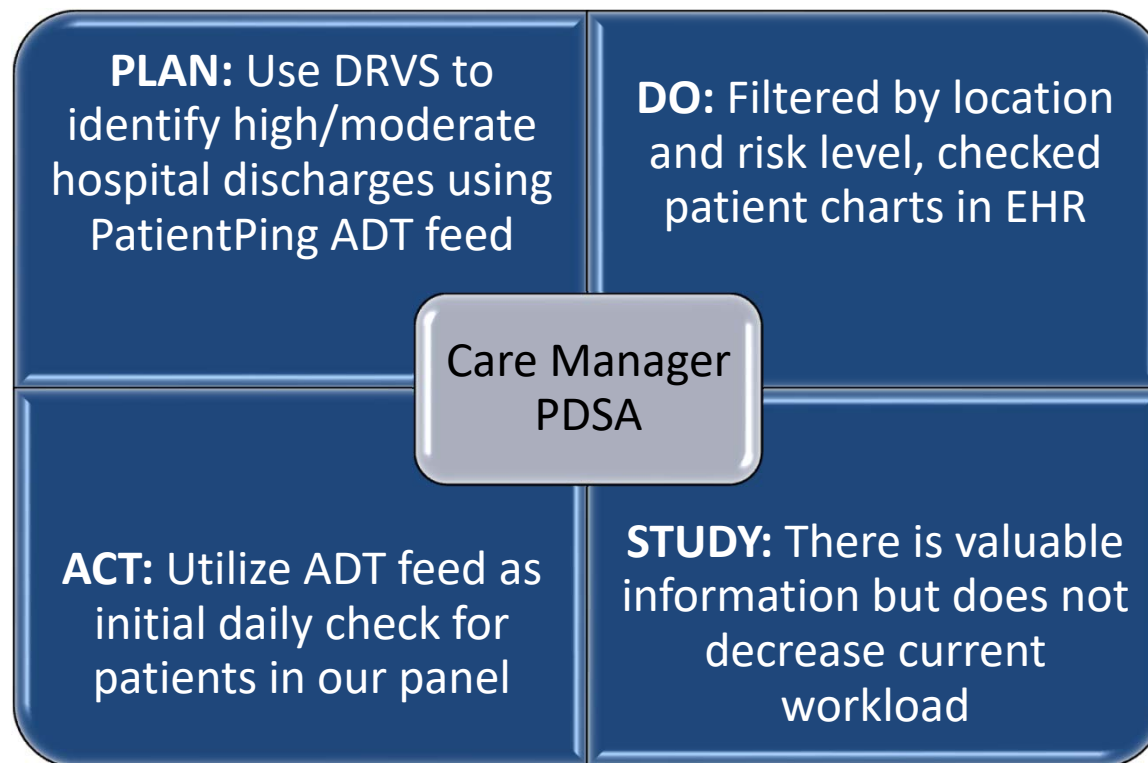 PLAN: Use DRVS to
identify high/moderate
hospital discharges using
PatientPing ADT feed
DO: Filtered by location
and risk level, checked
patient charts in EHR
Care Manager
PDSA
ACT: Utilize ADT feed as
initial daily check for
patients in our panel
STUDY: There is valuable
information but does not
decrease current
workload